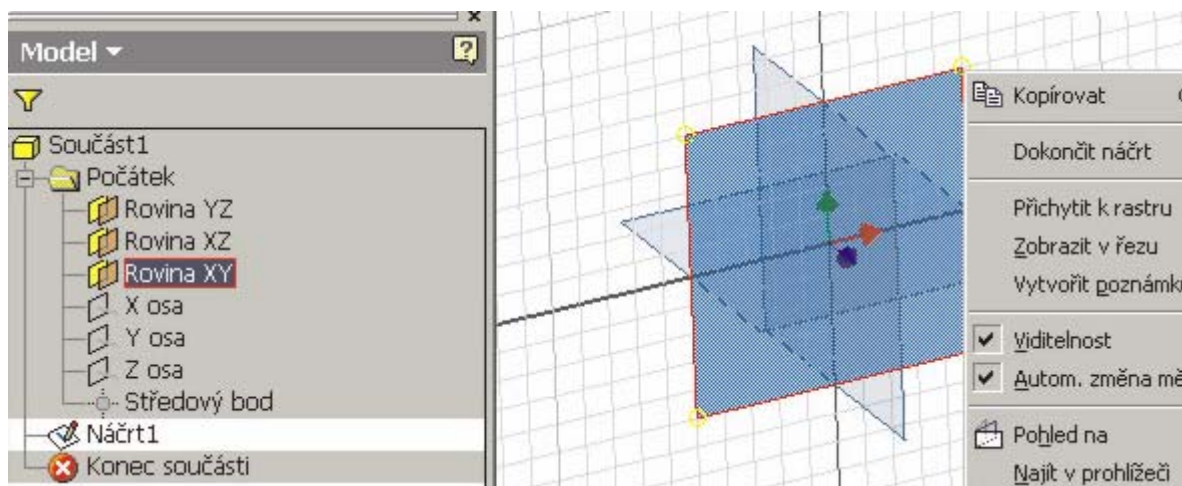 Model
Součást1
Počátek
Rovina YZ
Rovina XZ
Rovina XY
X osa
Y osa
Z osa
Středový bod
Náčrt1
Konec součásti
Kopírovat
Dokončit náčrt
Přichytit k rastru
Zobrazit v řezu
Vytvořit poznámku
Viditelnost
Autom. změna mě
Pohled na
Najít v prohlížeči